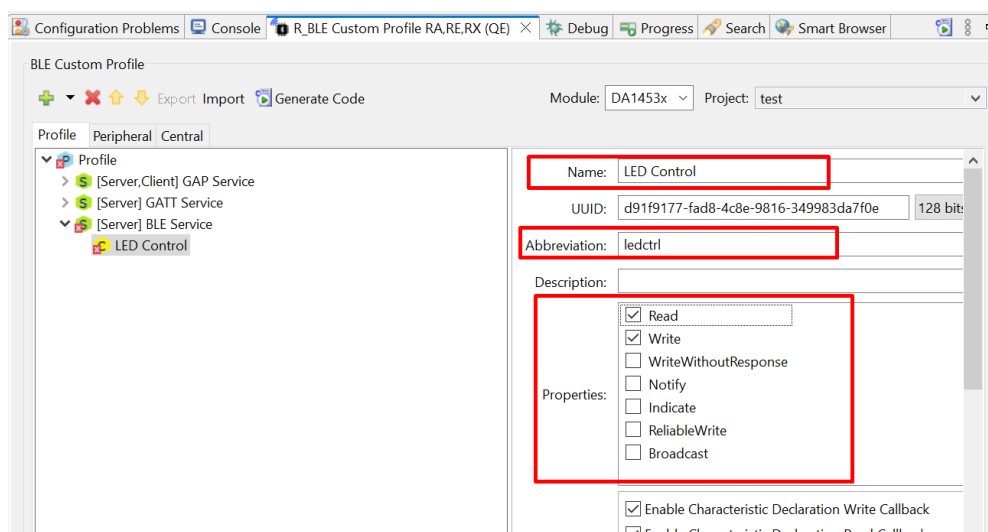 Configuration Problems Console R_BLE Custom Profile RA,RE,RX (QE) Debug Progress Search Smart Browser
BLE Custom Profile
Export Import Generate Code Module: DA1453x Project: test
Profile Peripheral Central
Profile
[Server,Client] GAP Service
[Server] GATT Service
[Server] BLE Service
LED Control
Name: LED Control
UUID: d91f9177-fad8-4c8e-9816-349983da7f0e 128 bit
Abbreviation: ledctrl
Description:
Properties:
Read
Write
WriteWithoutResponse
Notify
Indicate
ReliableWrite
Broadcast
Enable Characteristic Declaration Write Callback